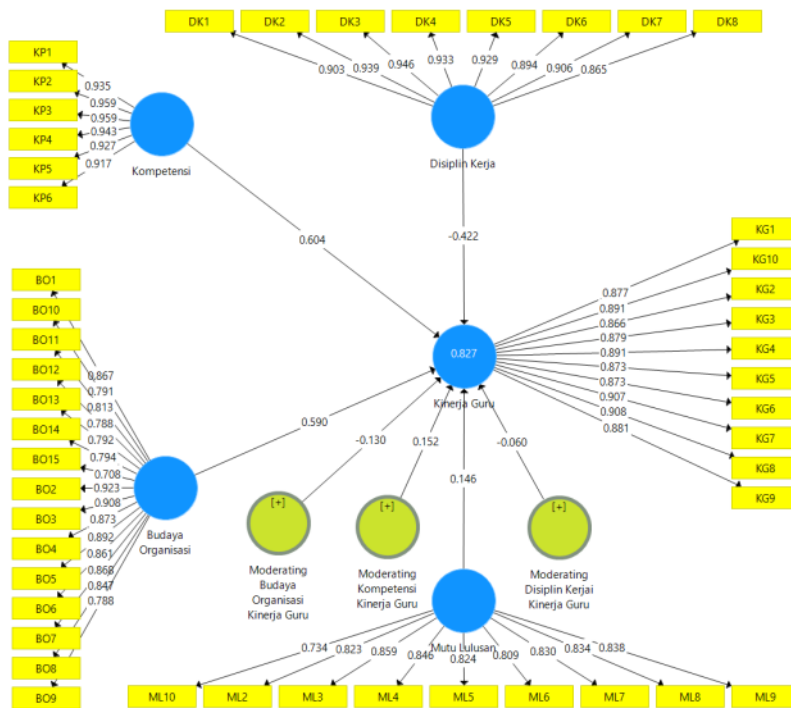 DK1 DK2 DK3 DK4 DK5 DK6 DK7 DK8
0.903 0.939 0.946 0.933 0.929 0.894 0.906 0.865
Disiplin Kerja
KP1
KP2
KP3
KP4
KP5
KP6
0.935
0.959
0.959
0.943
0.927
0.917
Kompetensi
0.604
-0.422
BO1
BO10
BO11
BO12
BO13
BO14
BO15
BO2
BO3
BO4
BO5
BO6
BO7
BO8
BO9
0.867
0.791
0.813
0.788
0.792
0.794
0.708
0.923
0.908
0.873
0.892
0.861
0.868
0.847
0.788
Budaya
Organisasi
0.590
0.827
Kinerja Guru
0.877
0.891
0.866
0.879
0.891
0.873
0.873
0.907
0.908
0.881
KG1
KG10
KG2
KG3
KG4
KG5
KG6
KG7
KG8
KG9
-0.130
0.152
0.146
-0.060
[+]
Moderating
Budaya
Organisasi
Kinerja Guru
[+]
Moderating
Kompetensi
Kinerja Guru
[+]
Moderating
Disiplin Kerjai
Kinerja Guru
Mutu Lulusan
0.734 0.823 0.859 0.846 0.824 0.809 0.830 0.834 0.838
ML10 ML2 ML3 ML4 ML5 ML6 ML7 ML8 ML9